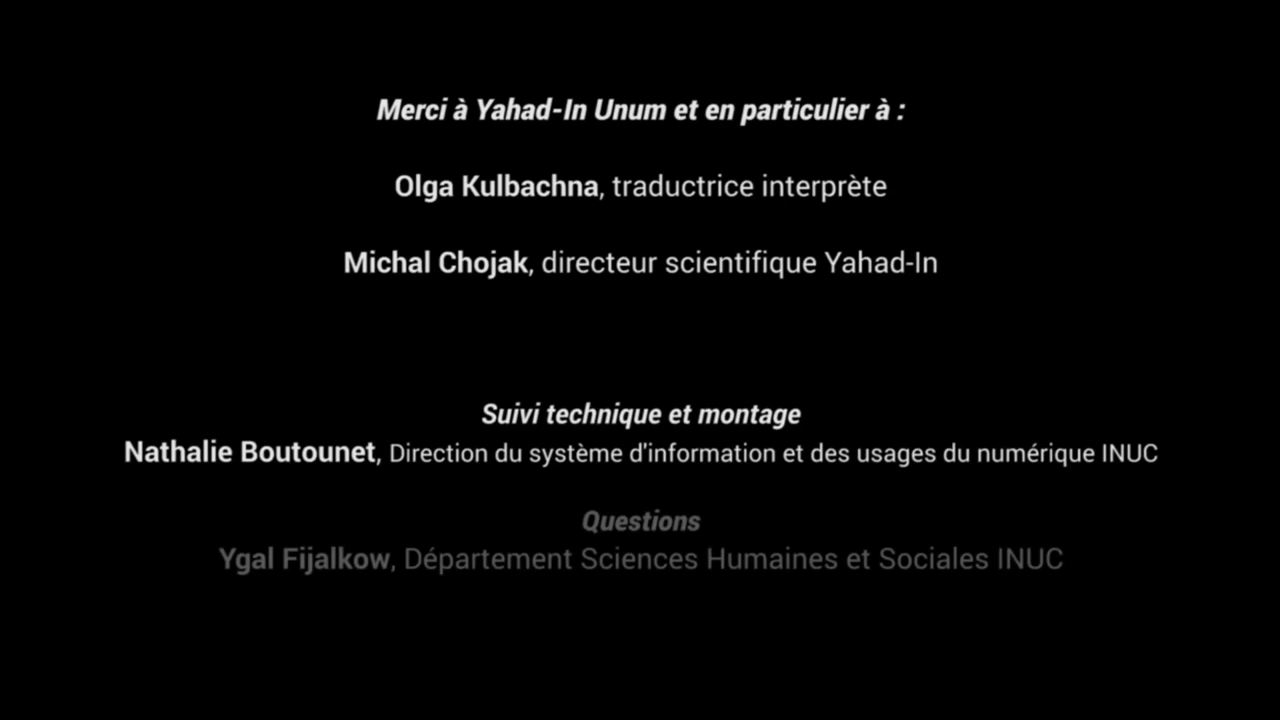 Merci à Yahad-In Unum et en particulier à :
Olga Kulbachna, traductrice interprète
Michal Chojak, directeur scientifique Yahad-In
Suivi technique et montage
Nathalie Boutounet, Direction du système d'information et des usages du numérique INUC
Questions
Ygal Fijalkow, Département Sciences Humaines et Sociales INUC